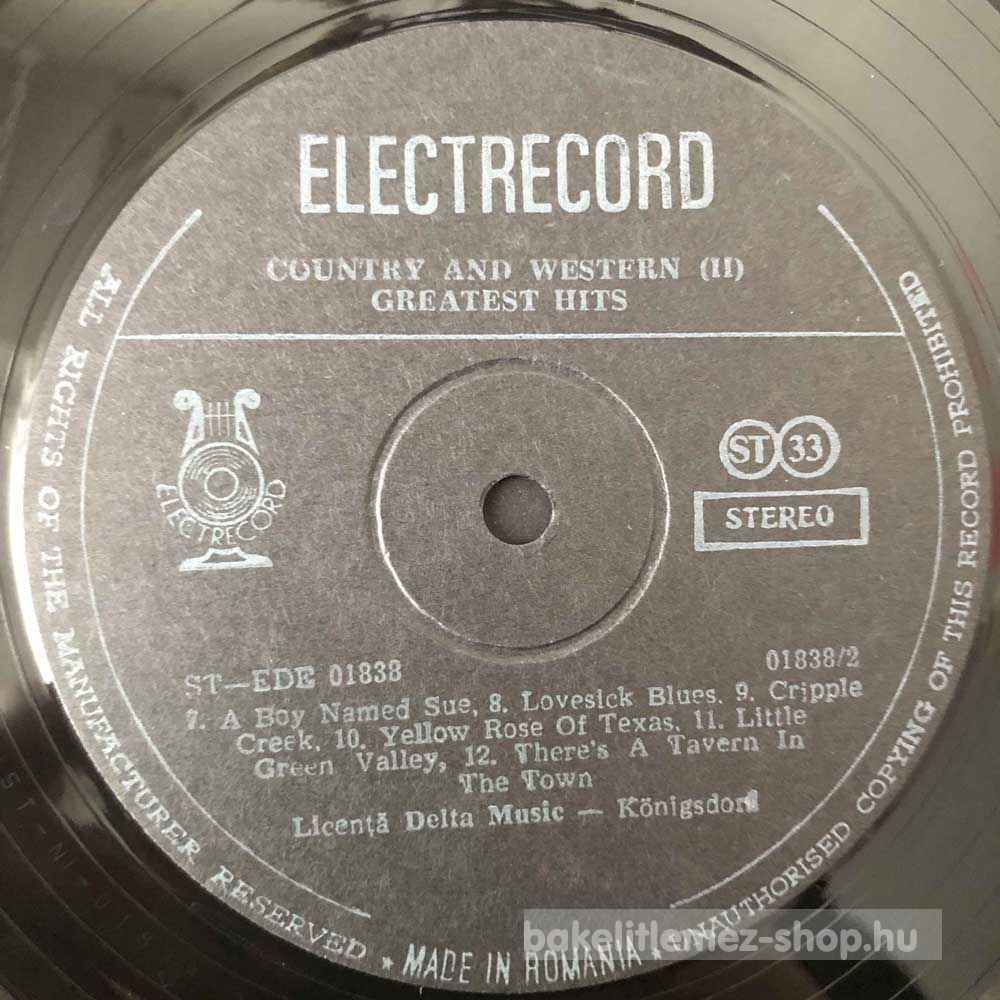 ELECTRECORD
COUNTRY AND WESTERN (II)
GREATEST HITS
ELECTRECORD
ST 33
STEREO
ST—EDE 01838
01838/2
7. A Boy Named Sue, 8. Lovesick Blues. 9. Cripple
Creek, 10. Yellow Rose Of Texas, 11. Little
Green Valley, 12. There's A Tavern In
The Town
Licență Delta Music — Königsdorf
ALL RIGHTS OF THE MANUFACTURER RESERVED * MADE IN ROMANIA * UNAUTHORISED COPYING OF THIS RECORD PROHIBITED
bakelitlemez-shop.hu